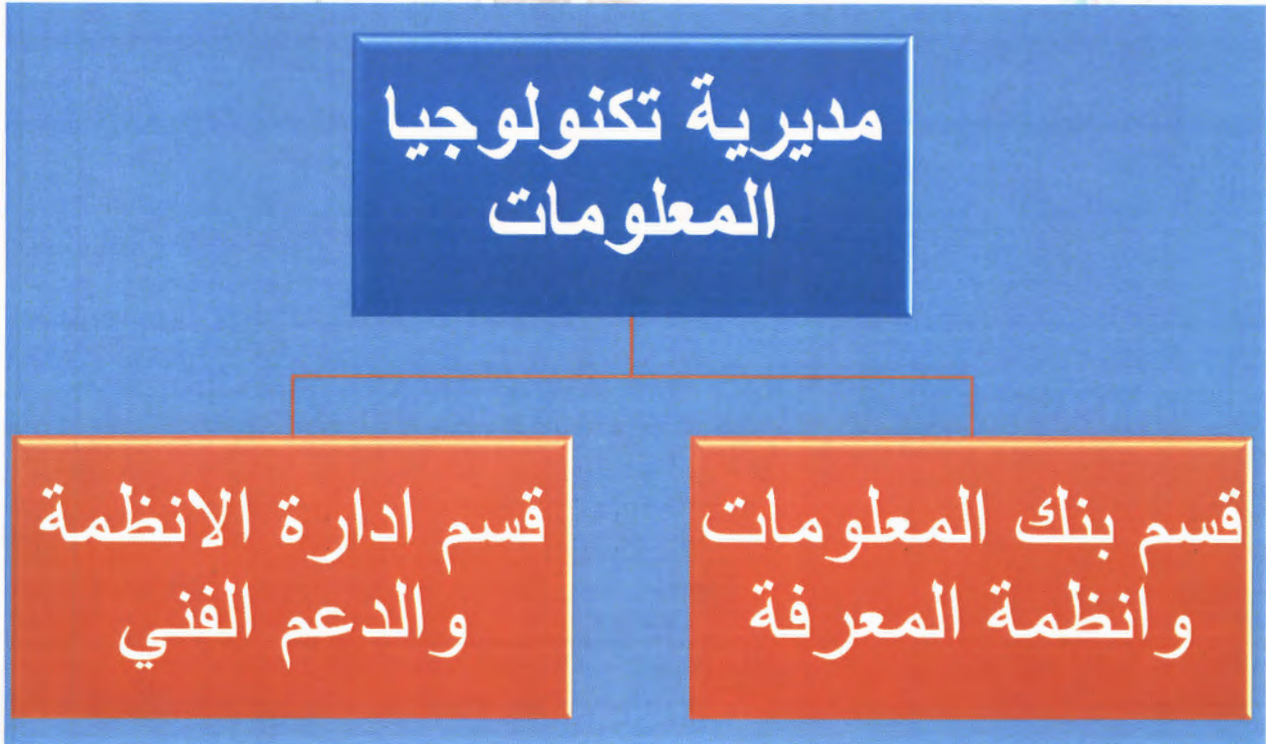 مديرية تكنولوجيا
المعلومات
قسم بنك المعلومات
وانظمة المعرفة
قسم ادارة الانظمة
والدعم الفني